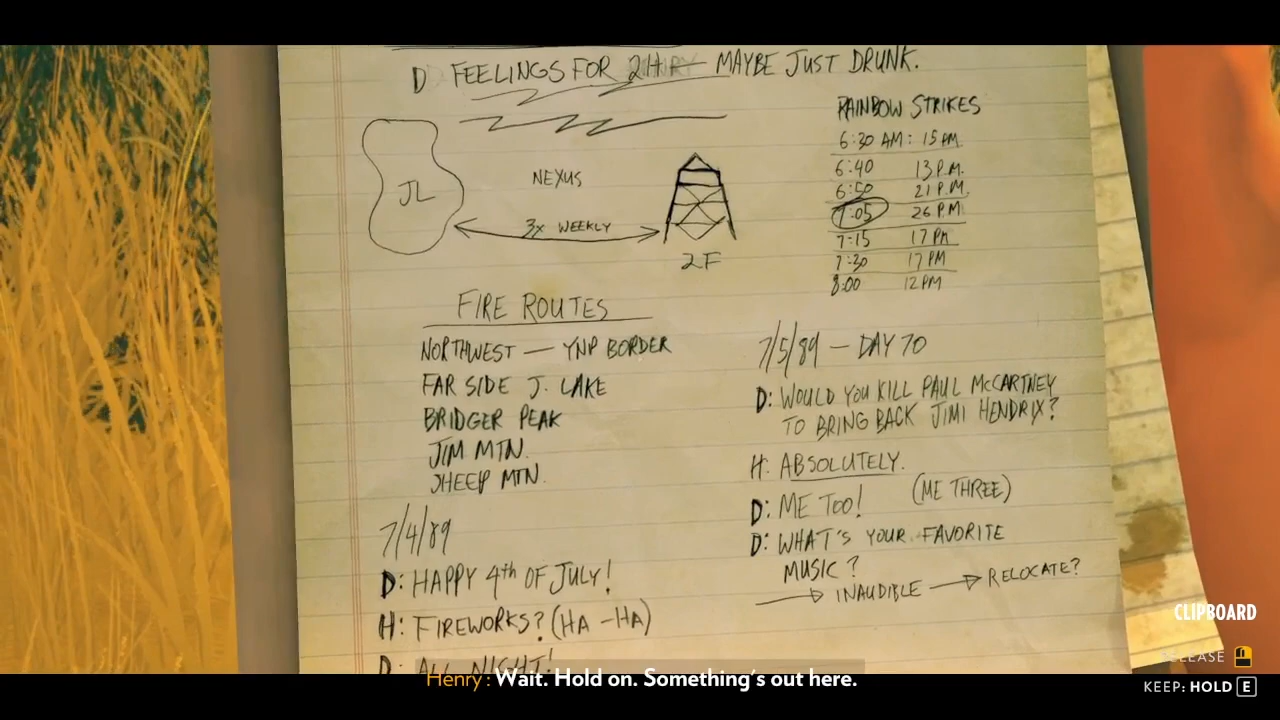 D FEELINGS FOR MAYBE JUST DRUNK.
RAINBOW STRIKES
6:30 AM: 15 PM.
6:40 13 P.M.
6:50 21 P.M.
7:05 26 P.M
7:15 17 PM
7:30 17 PM
8:00 12 PM
JL
NEXUS
3x WEEKLY
2F
FIRE ROUTES
NORTHWEST — YNP BORDER
FAR SIDE J. LAKE
BRIDGER PEAK
JIM MTN.
SHEEP MTN.
7/4/89
D: HAPPY 4th OF JULY!
H: FIREWORKS? (HA-HA)
D: ALL NIGHT!
7/5/89 — DAY 70
D: WOULD YOU KILL PAUL McCARTNEY
TO BRING BACK JIMI HENDRIX?
H: ABSOLUTELY.
D: ME TOO! (ME THREE)
D: WHAT'S YOUR FAVORITE
MUSIC?
→ INAUDIBLE → RELOCATE?
CLIPBOARD
RELEASE
KEEP: HOLD E
Henry: Wait. Hold on. Something's out here.